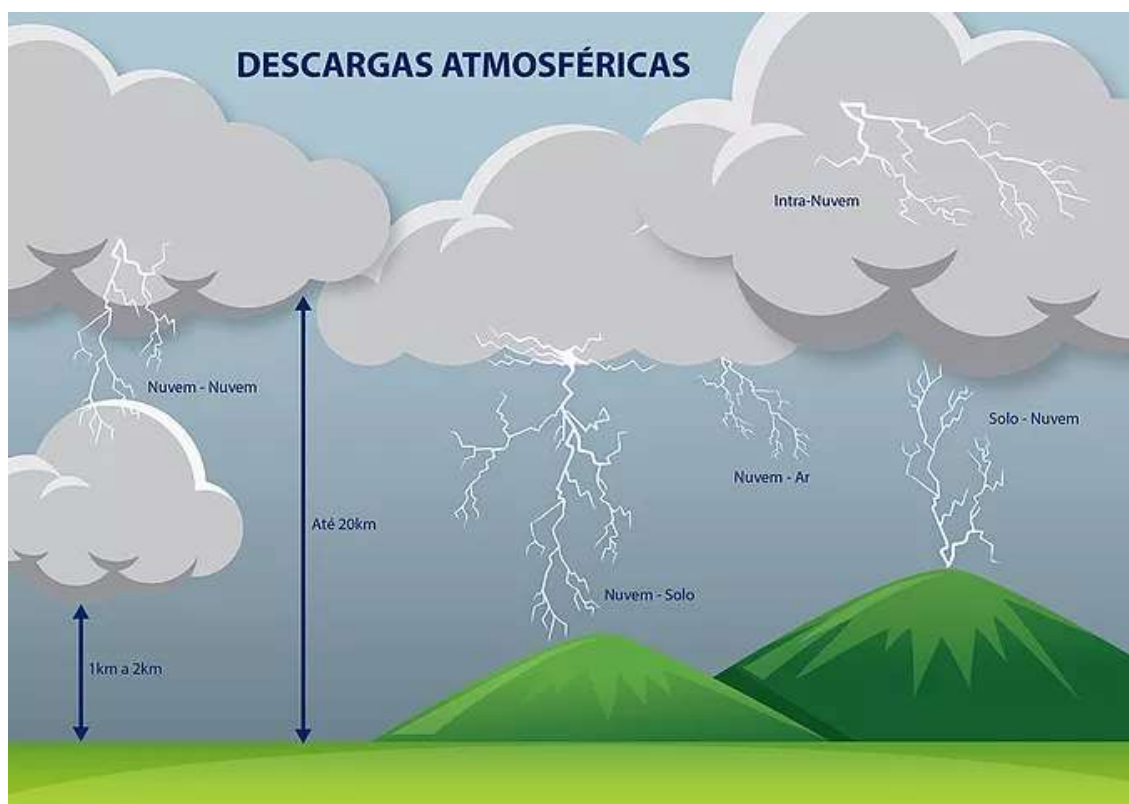 DESCARGAS ATMOSFÉRICAS
Intra-Nuvem
Nuvem - Nuvem
Solo - Nuvem
Nuvem - Ar
Até 20km
Nuvem - Solo
1km a 2km